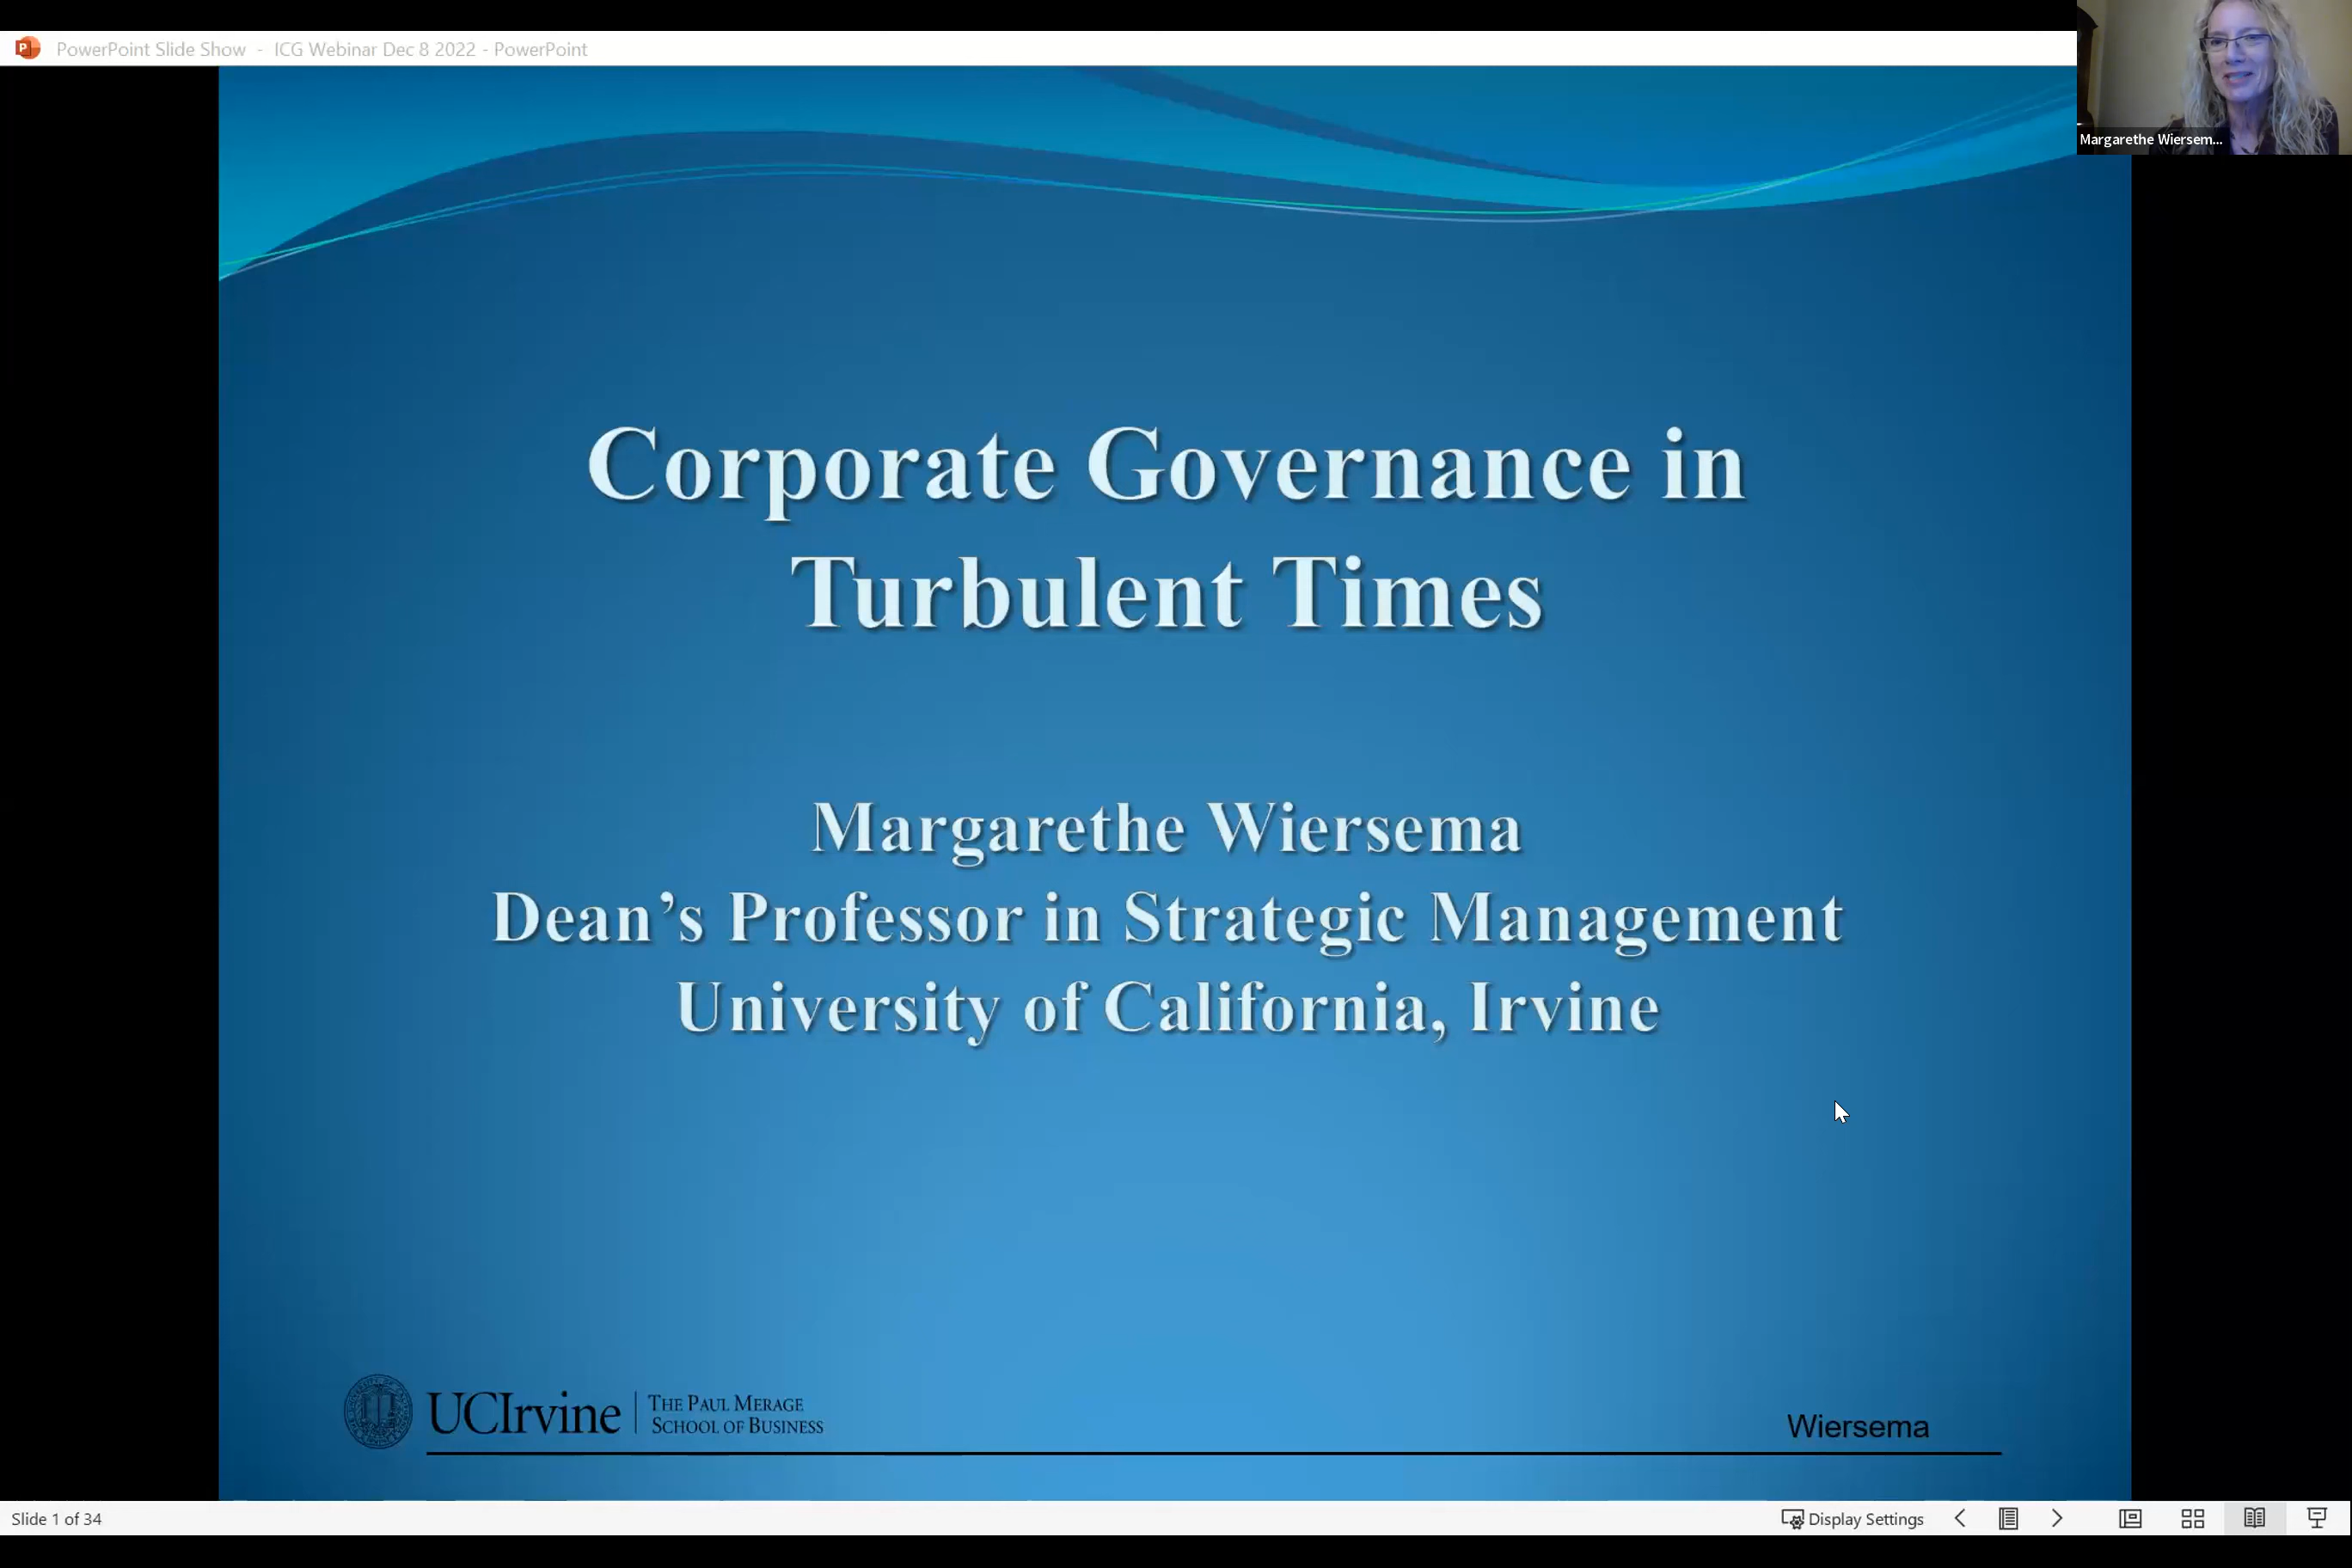 PowerPoint Slide Show - ICG Webinar Dec 8 2022 - PowerPoint
Margarethe Wiersem...
Corporate Governance in
Turbulent Times
Margarethe Wiersema
Dean’s Professor in Strategic Management
University of California, Irvine
UCIrvine
The Paul Merage
School of Business
Wiersema
Slide 1 of 34
Display Settings